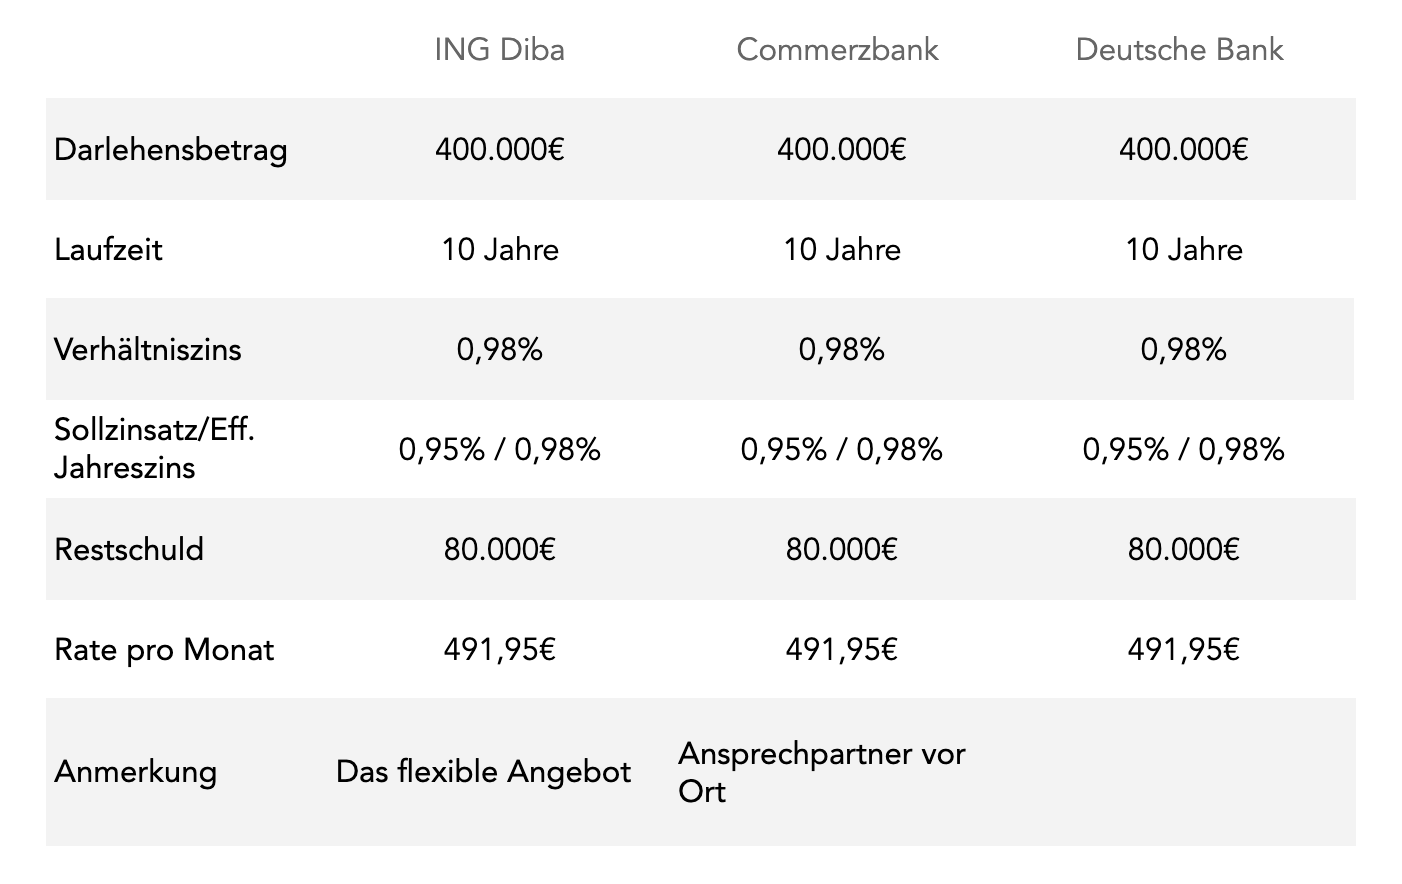 ING Diba Commerzbank Deutsche Bank
Darlehensbetrag 400.000€ 400.000€ 400.000€
Laufzeit 10 Jahre 10 Jahre 10 Jahre
Verhältniszins 0,98% 0,98% 0,98%
Sollzinsatz/Eff.
Jahreszins 0,95% / 0,98% 0,95% / 0,98% 0,95% / 0,98%
Restschuld 80.000€ 80.000€ 80.000€
Rate pro Monat 491,95€ 491,95€ 491,95€
Anmerkung Das flexible Angebot Ansprechpartner vor
Ort